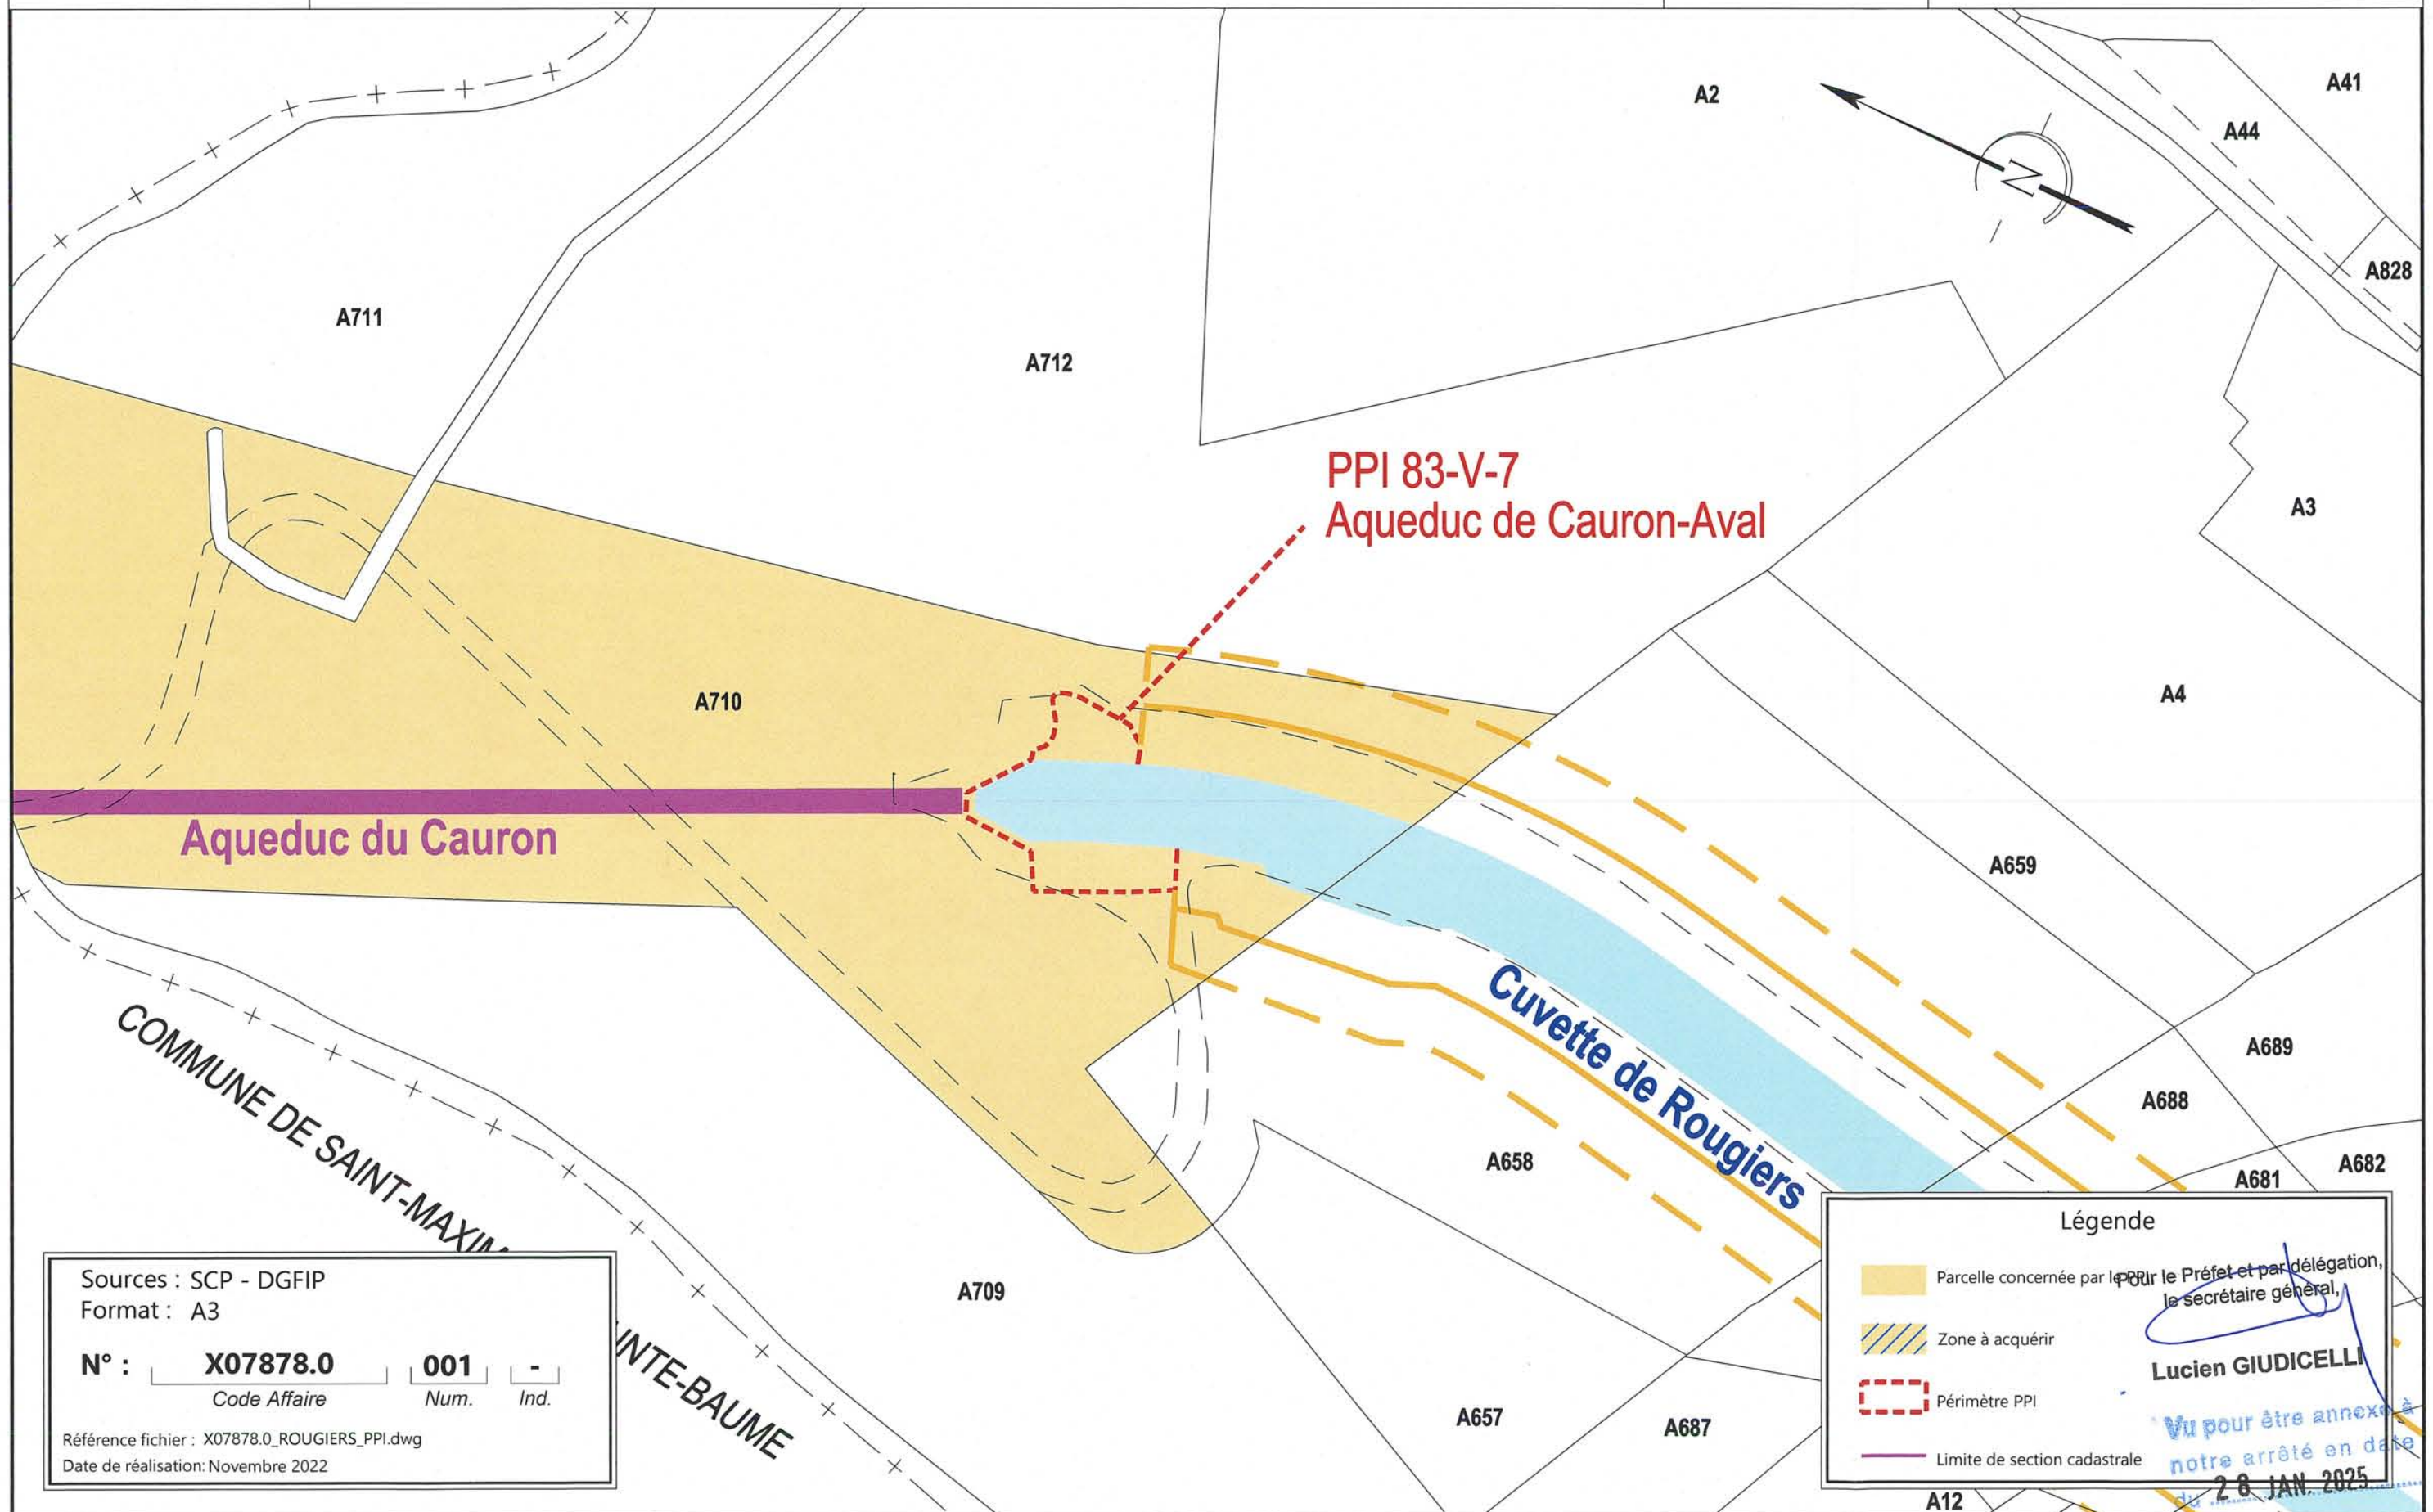 A2
A41
A44
N
A828
A711
A712
PPI 83-V-7
Aqueduc de Cauron-Aval
A3
A710
A4
Aqueduc du Cauron
A659
Cuvette de Rougiers
COMMUNE DE SAINT-MAXIM
INTE-BAUME
A689
A688
A658
A681
A682
A709
A657
A687
A12
Sources : SCP - DGFIP
Format : A3
N° : X07878.0 001 -
Code Affaire Num. Ind.
Référence fichier : X07878.0_ROUGIERS_PPI.dwg
Date de réalisation: Novembre 2022
Légende
Parcelle concernée par le PPI
Zone à acquérir
Périmètre PPI
Limite de section cadastrale
Pour le Préfet et par délégation,
le secrétaire général,
Lucien GIUDICELLI
Vu pour être annexé à
notre arrêté en date
du 28 JAN. 2025